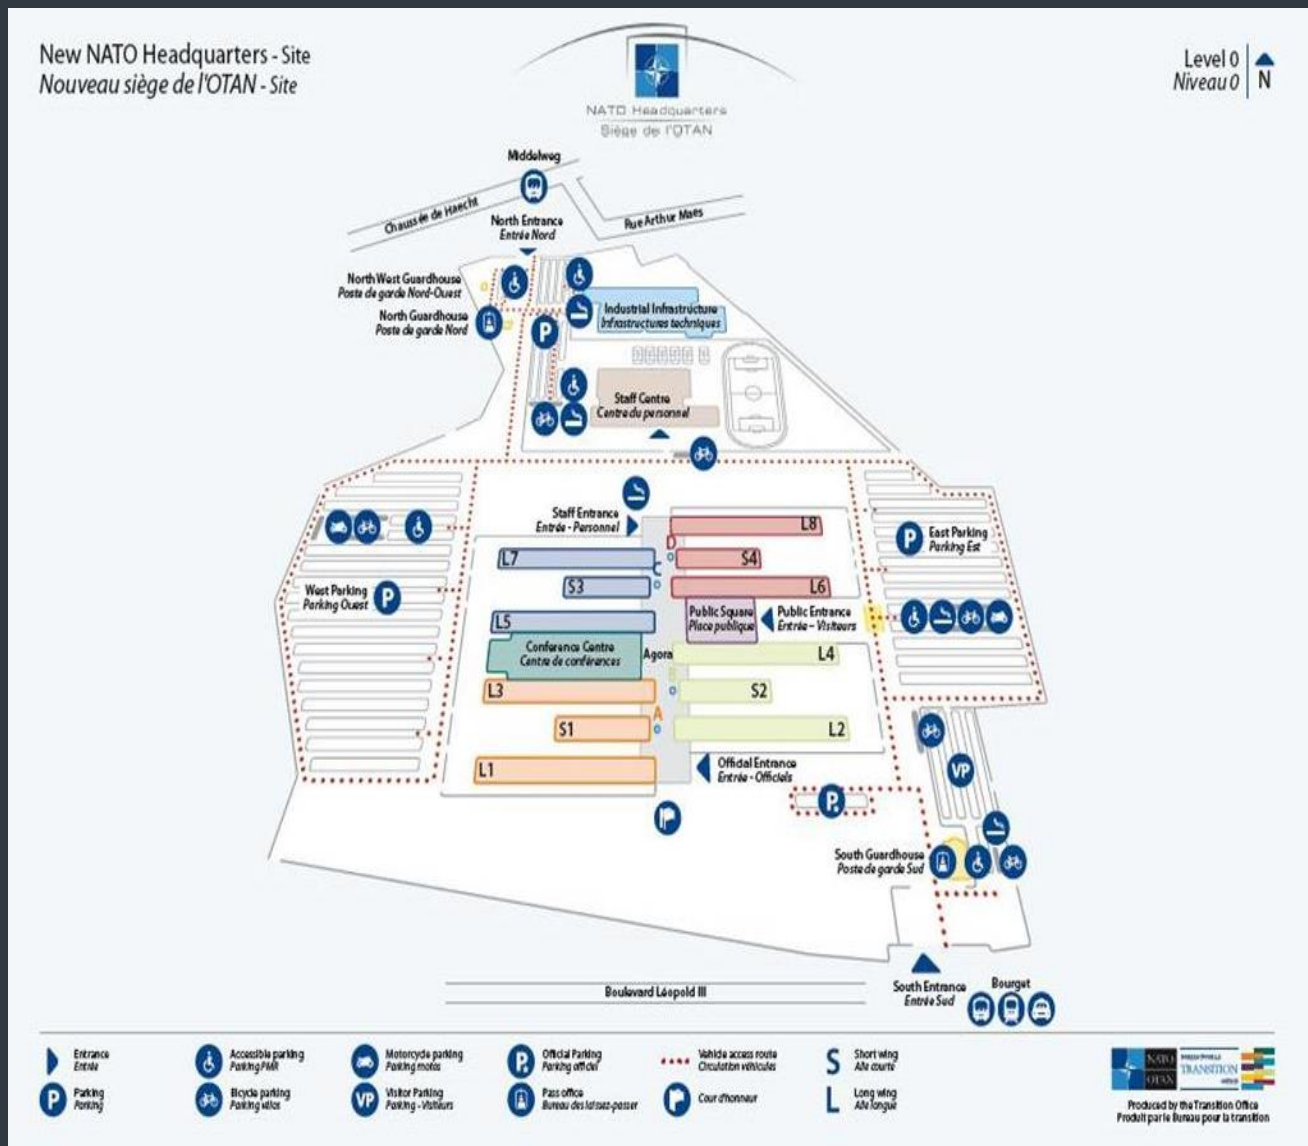 New NATO Headquarters - Site
Nouveau siège de l'OTAN - Site
NATO Headquarters
Siège de l'OTAN
Level 0
Niveau 0
N
Middelweg
Chaussée de Haecht
Rue Arthur Maes
North Entrance
Entrée Nord
North West Guardhouse
Poste de garde Nord-Ouest
North Guardhouse
Poste de garde Nord
P
Industrial Infrastructure
Infrastructures techniques
Staff Centre
Centre du personnel
Staff Entrance
Entrée - Personnel
L8
D
L7
S4
C
S3
L6
East Parking
Parking Est
P
West Parking
Parking Ouest
P
L5
Public Square
Place publique
Public Entrance
Entrée - Visiteurs
Conference Centre
Centre de conférences
Agora
L4
B
L3
S2
A
S1
L2
L1
Official Entrance
Entrée - Officiels
VP
P.
South Guardhouse
Poste de garde Sud
South Entrance
Entrée Sud
Bourget
Boulevard Léopold III
Entrance
Entrée
P
Parking
Parking
Accessible parking
Parking PMR
Bicycle parking
Parking vélos
Motorcycle parking
Parking motos
VP
Visitor Parking
Parking - Visiteurs
P.
Official Parking
Parking officiel
Pass office
Bureau des laissez-passer
Vehicle access route
Circulation véhicules
Cour d'honneur
S
Short wing
Aile courte
L
Long wing
Aile longue
NATO
OTAN
TRANSITION
Produced by the Transition Office
Produit par le Bureau pour la transition